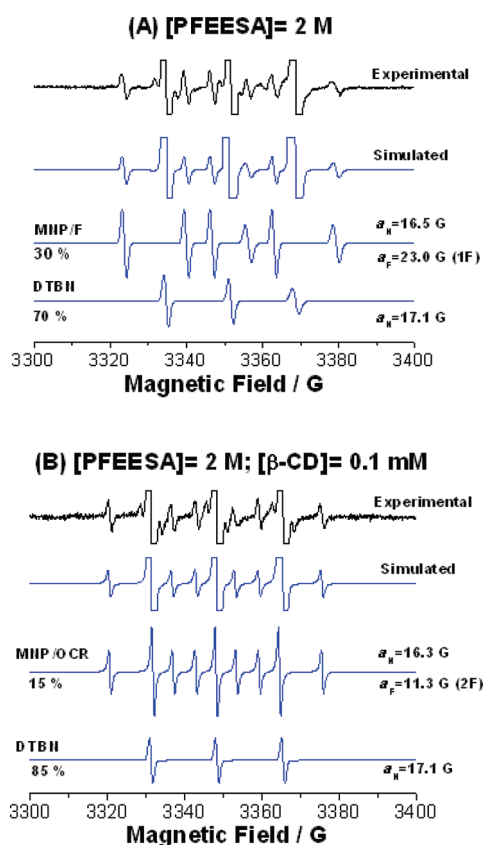 (A) [PFEESA]= 2 M
Experimental
Simulated
MNP/F
30 %
aN=16.5 G
aF=23.0 G (1F)
DTBN
70 %
aN=17.1 G
3300 3320 3340 3360 3380 3400
Magnetic Field / G
(B) [PFEESA]= 2 M; [β-CD]= 0.1 mM
Experimental
Simulated
MNP/OCR
15 %
aN=16.3 G
aF=11.3 G (2F)
DTBN
85 %
aN=17.1 G
3300 3320 3340 3360 3380 3400
Magnetic Field / G